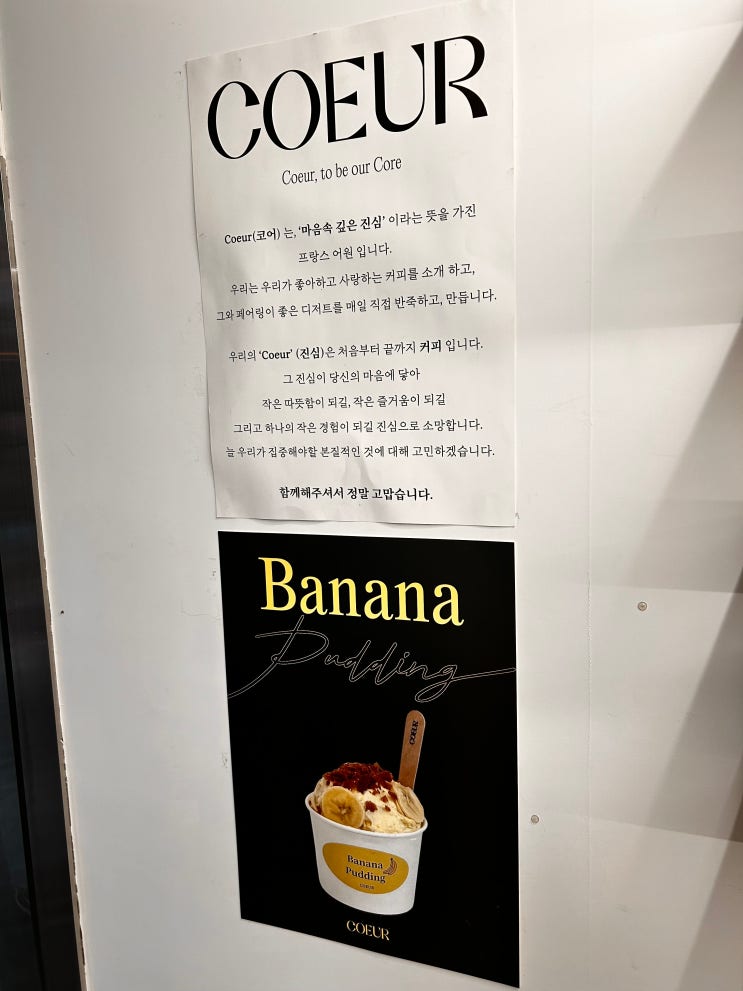 COEUR
Coeur, to be our Core
Coeur(코어) 는, ‘마음속 깊은 진심’ 이라는 뜻을 가진
프랑스 어원 입니다.
우리는 우리가 좋아하고 사랑하는 커피를 소개 하고,
그와 페어링이 좋은 디저트를 매일 직접 반죽하고, 만듭니다.
우리의 ‘Coeur’ (진심)은 처음부터 끝까지 커피 입니다.
그 진심이 당신의 마음에 닿아
작은 따뜻함이 되길, 작은 즐거움이 되길
그리고 하나의 작은 경험이 되길 진심으로 소망합니다.
늘 우리가 집중해야할 본질적인 것에 대해 고민하겠습니다.
함께해주셔서 정말 고맙습니다.
Banana
Pudding
COEUR
Banana
Pudding
COEUR
COEUR